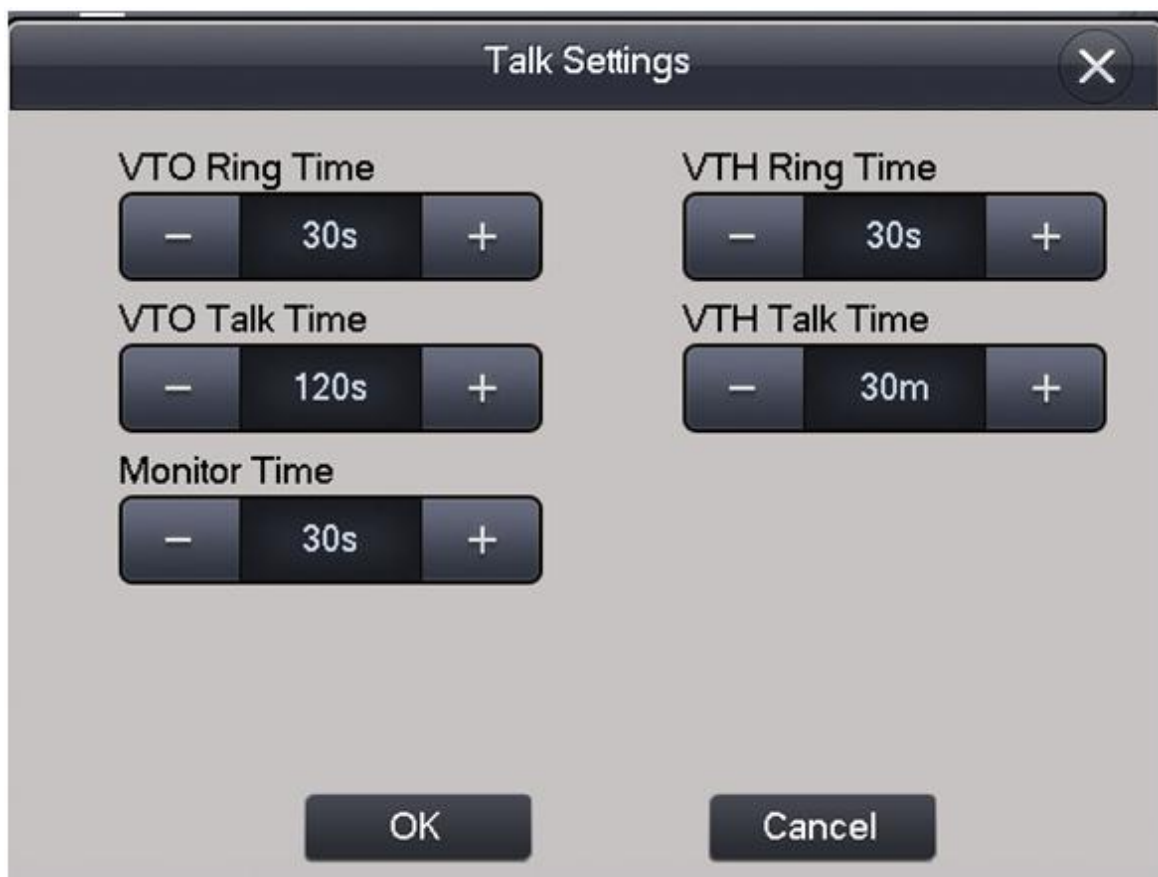 Talk Settings
VTO Ring Time
VTH Ring Time
− 30s +
− 30s +
VTO Talk Time
VTH Talk Time
− 120s +
− 30m +
Monitor Time
− 30s +
OK
Cancel